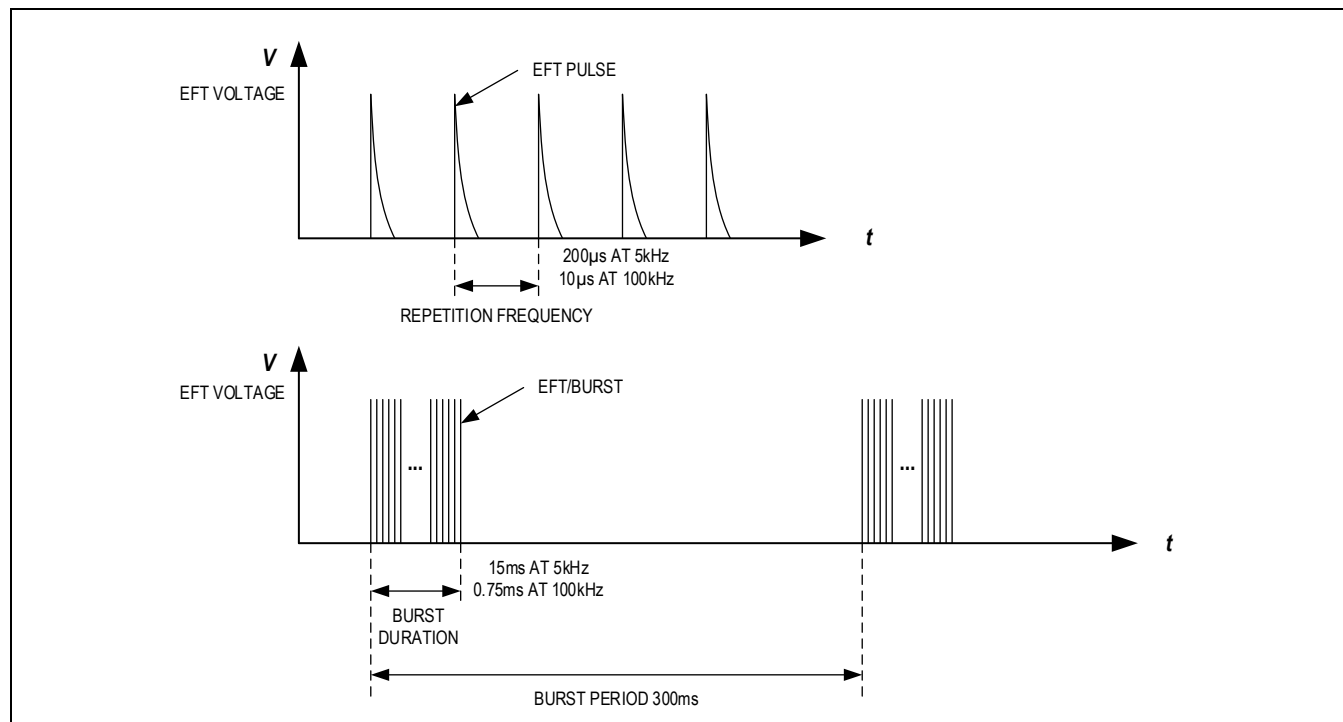 V
EFT PULSE
EFT VOLTAGE
t
200µs AT 5kHz
10µs AT 100kHz
REPETITION FREQUENCY
V
EFT VOLTAGE
EFT/BURST
...
...
t
15ms AT 5kHz
0.75ms AT 100kHz
BURST
DURATION
BURST PERIOD 300ms